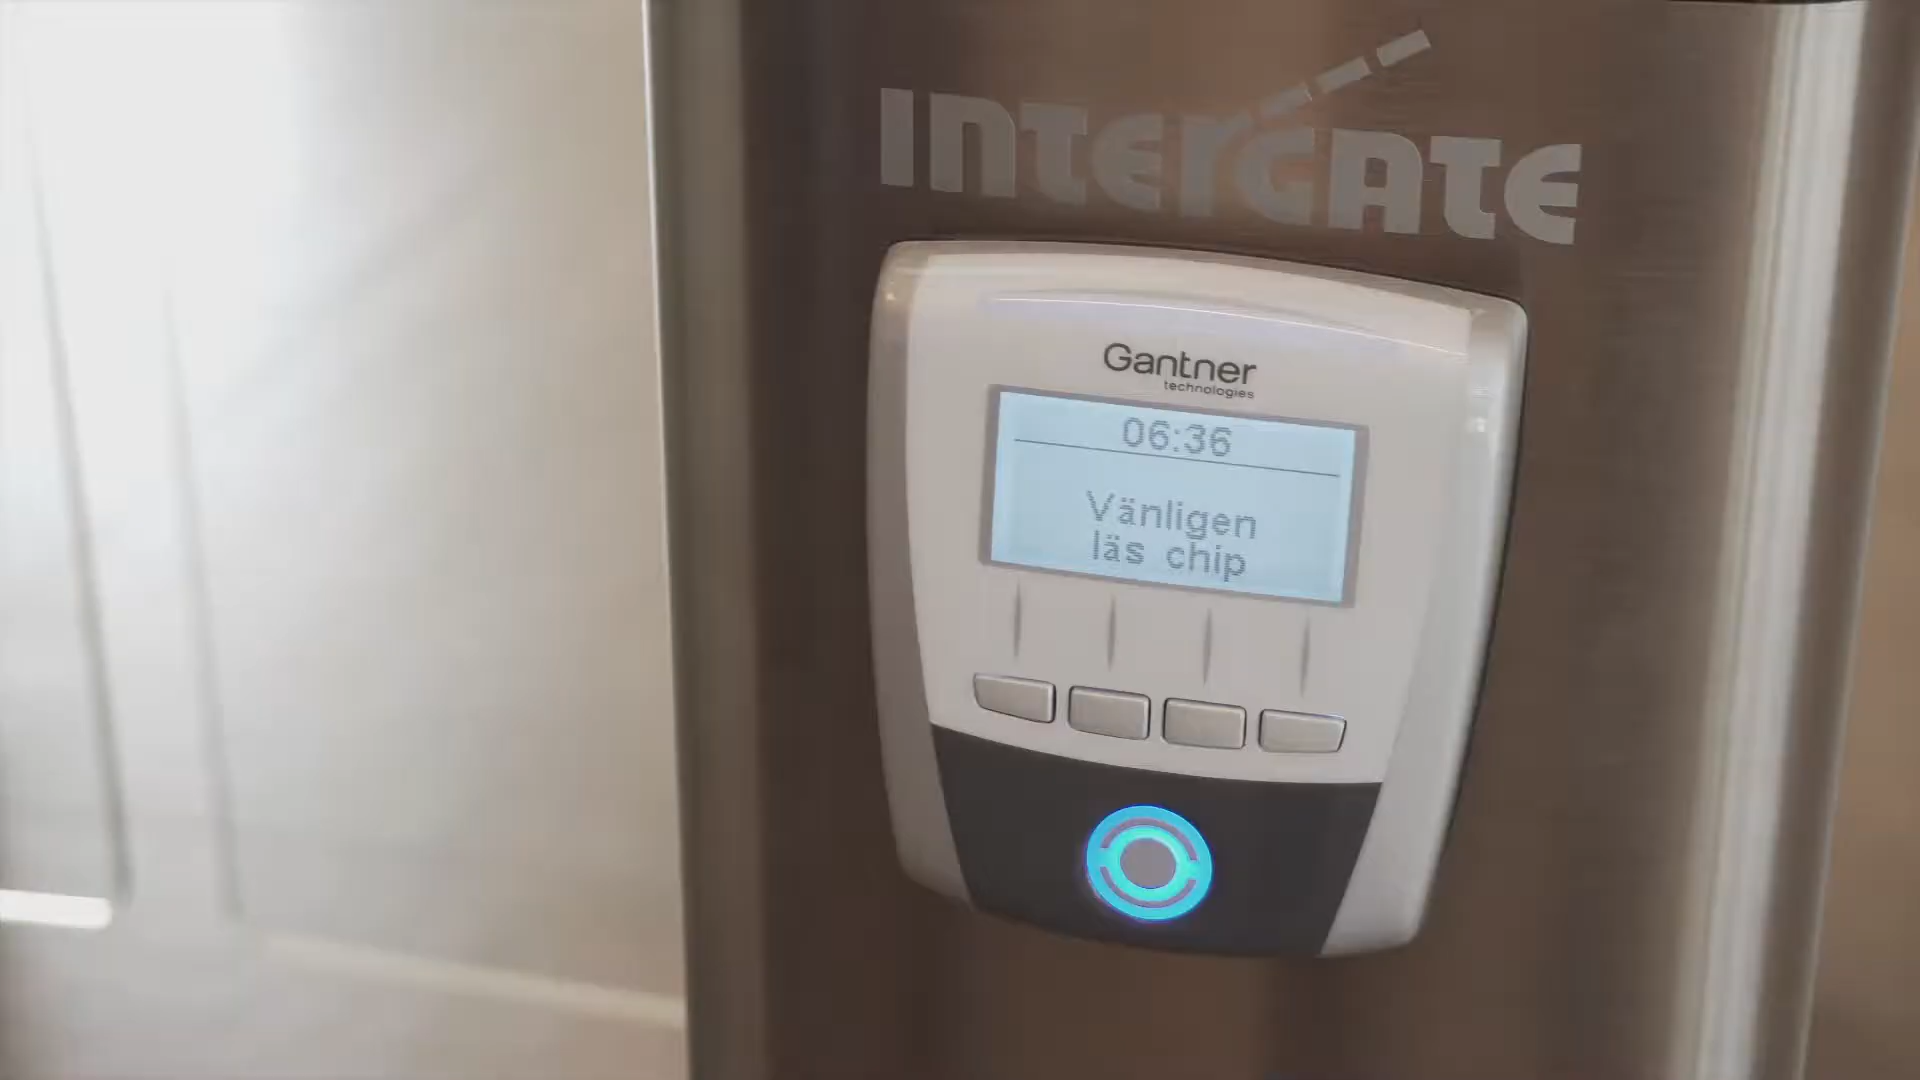 INTERGATE
Gantner
technologies
06:36
Vänligen
läs chip